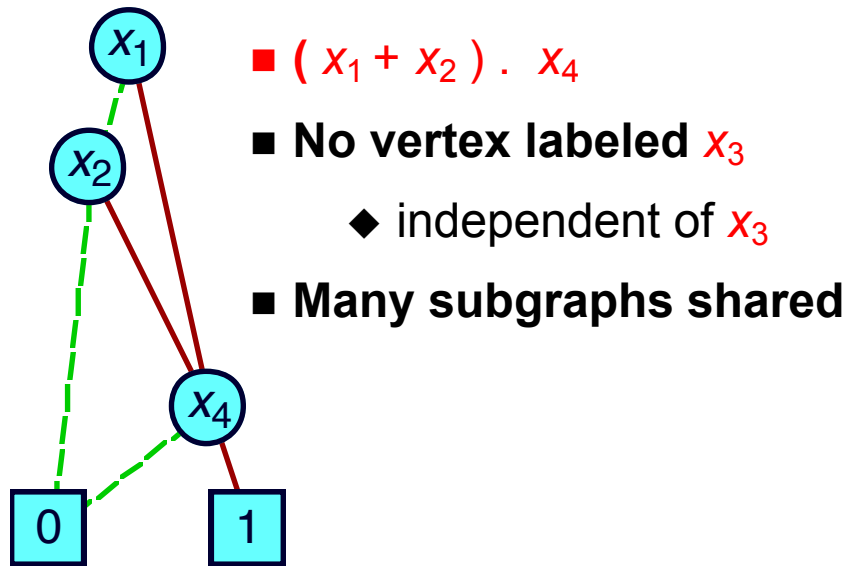 x₁
x₂
x₄
0
1
■ ( x₁ + x₂ ) . x₄
■ No vertex labeled x₃
◆ independent of x₃
■ Many subgraphs shared